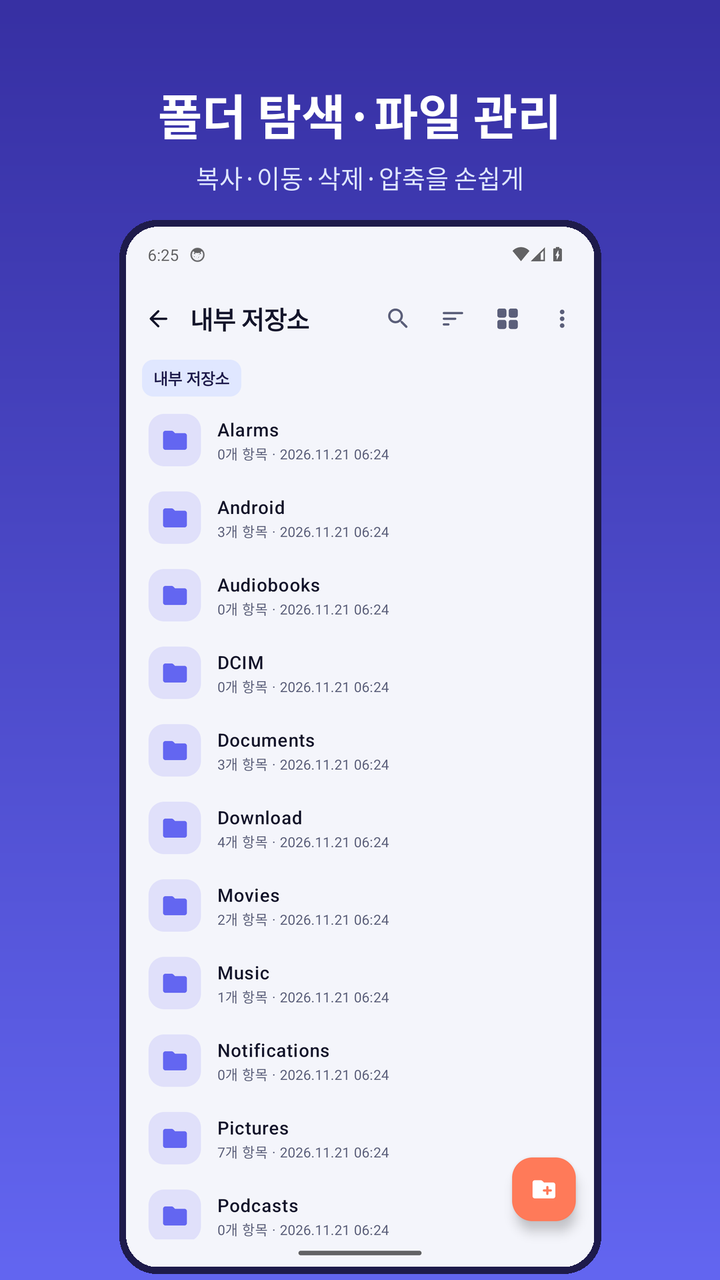 폴더 탐색·파일 관리
복사·이동·삭제·압축을 손쉽게
6:25
내부 저장소
내부 저장소
Alarms
0개 항목 · 2026.11.21 06:24
Android
3개 항목 · 2026.11.21 06:24
Audiobooks
0개 항목 · 2026.11.21 06:24
DCIM
0개 항목 · 2026.11.21 06:24
Documents
3개 항목 · 2026.11.21 06:24
Download
4개 항목 · 2026.11.21 06:24
Movies
2개 항목 · 2026.11.21 06:24
Music
1개 항목 · 2026.11.21 06:24
Notifications
0개 항목 · 2026.11.21 06:24
Pictures
7개 항목 · 2026.11.21 06:24
Podcasts
0개 항목 · 2026.11.21 06:24